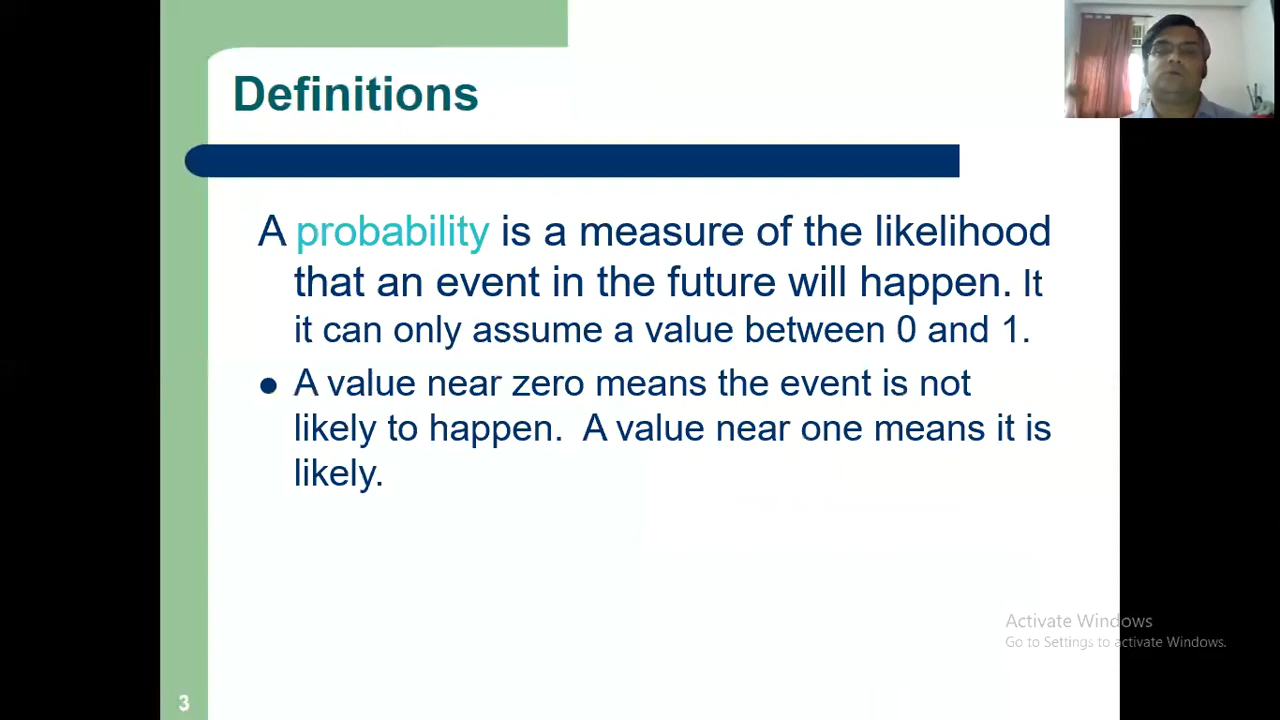 Definitions
A probability is a measure of the likelihood
that an event in the future will happen. It
it can only assume a value between 0 and 1.
● A value near zero means the event is not
likely to happen. A value near one means it is
likely.
Activate Windows
Go to Settings to activate Windows.
3